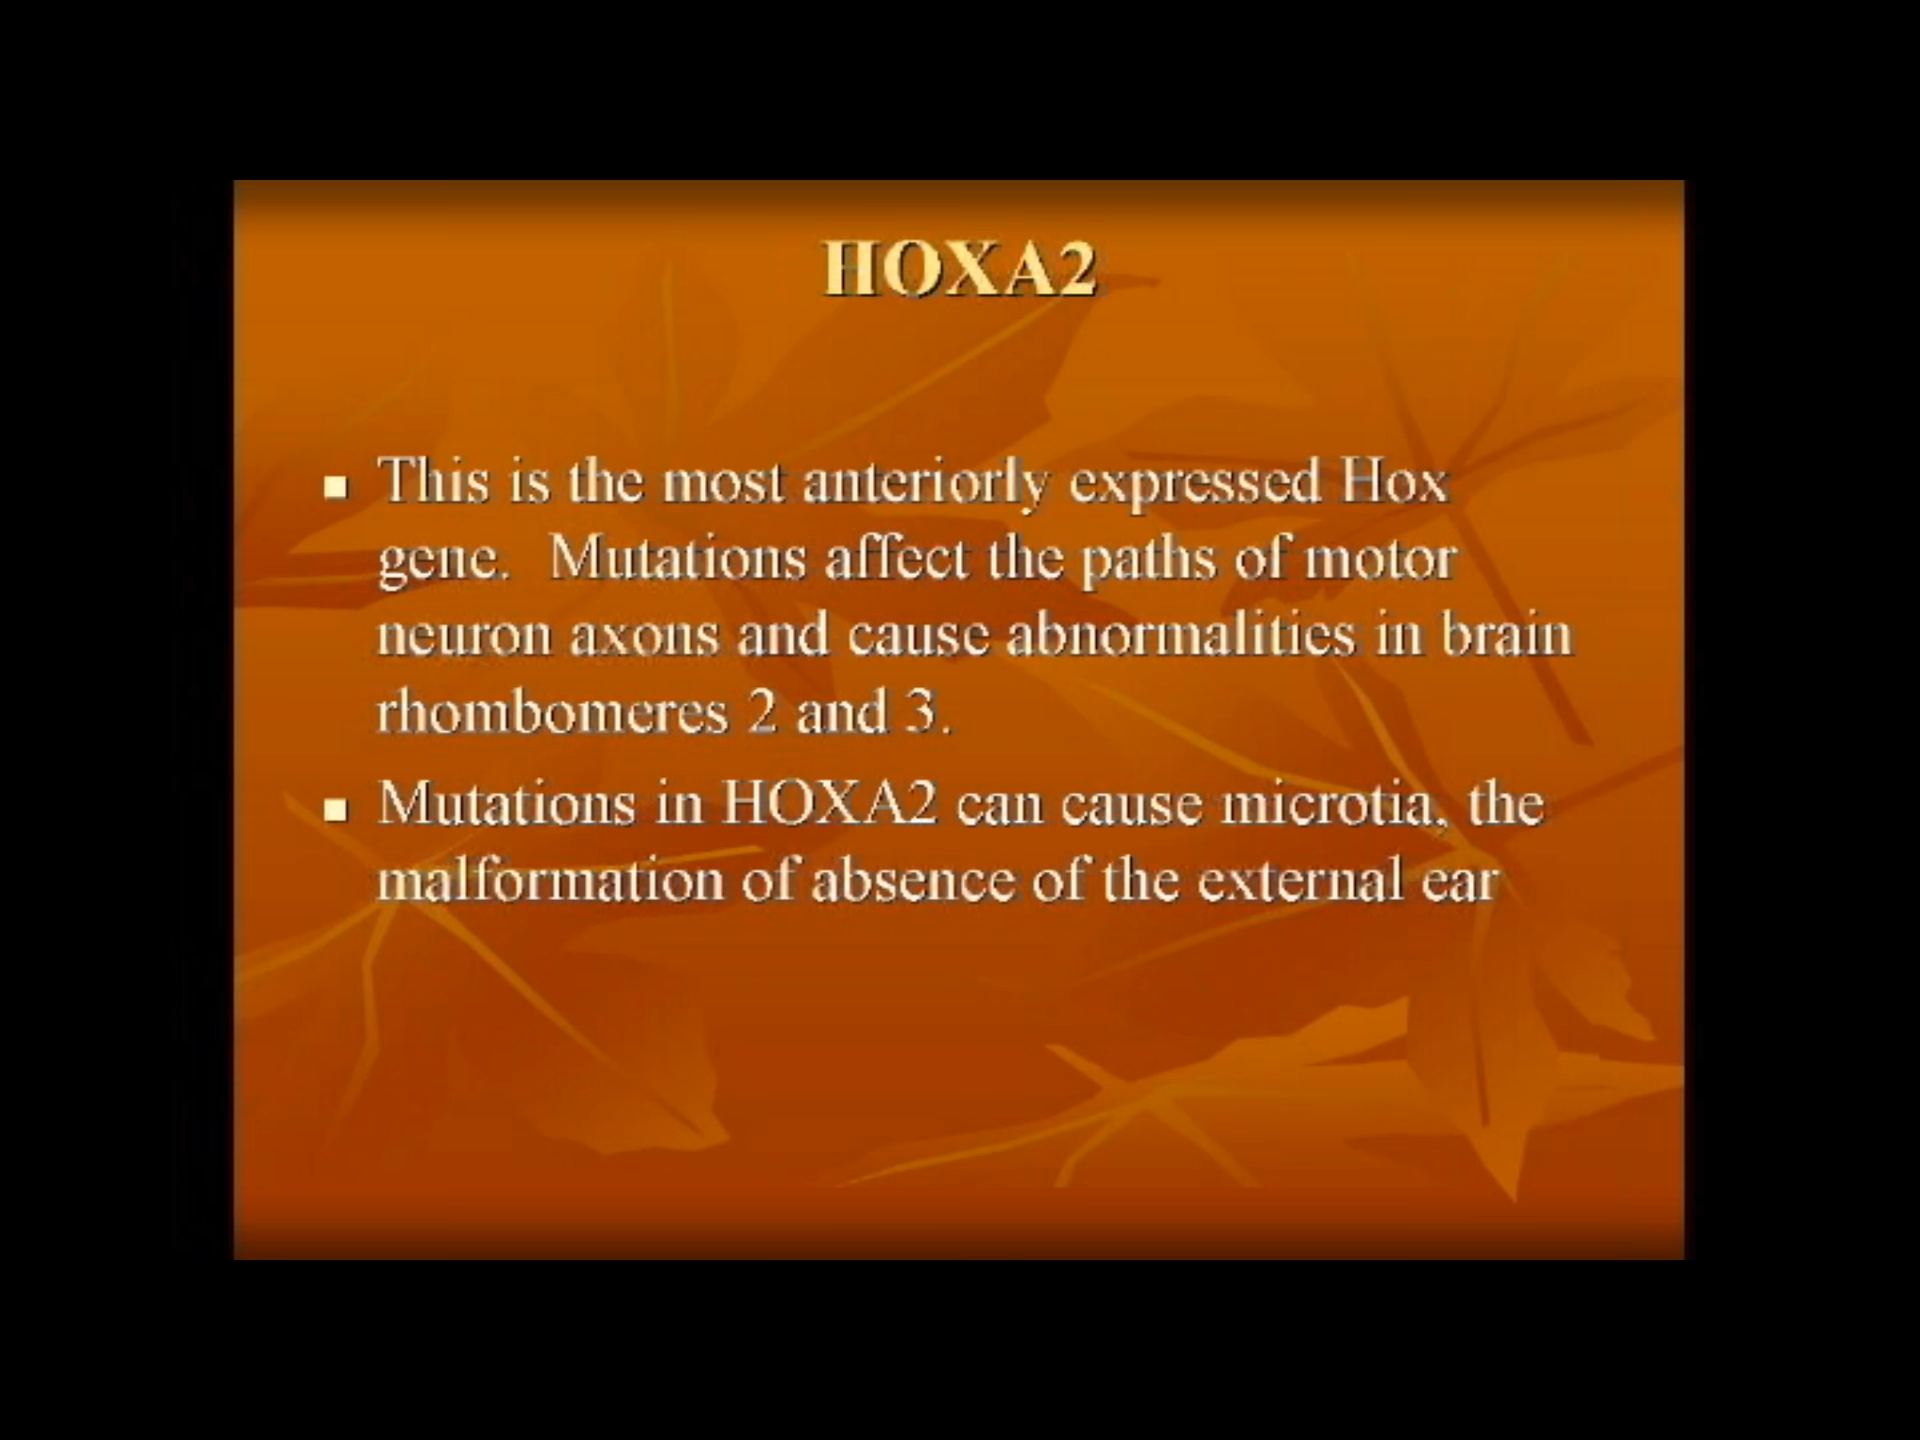 HOXA2
▪ This is the most anteriorly expressed Hox
gene.  Mutations affect the paths of motor
neuron axons and cause abnormalities in brain
rhombomeres 2 and 3.
▪ Mutations in HOXA2 can cause microtia, the
malformation of absence of the external ear